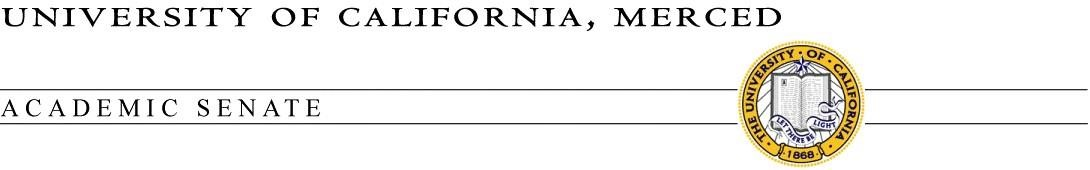 UNIVERSITY OF CALIFORNIA, MERCED
ACADEMIC SENATE
THE UNIVERSITY · OF · CALIFORNIA
LET THERE BE LIGHT
· 1868 ·